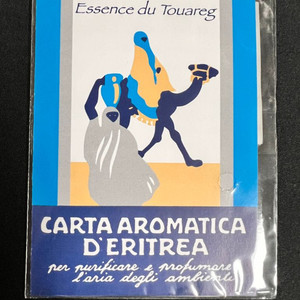 Essence du Touareg
CARTA AROMATICA
D'ERITREA
per purificare e profumare
l'aria degli ambienti